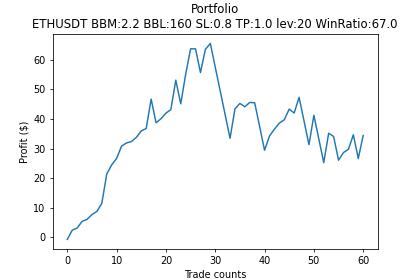 Portfolio
ETHUSDT BBM:2.2 BBL:160 SL:0.8 TP:1.0 lev:20 WinRatio:67.0
Profit ($)
60
50
40
30
20
10
0
0 10 20 30 40 50 60
Trade counts